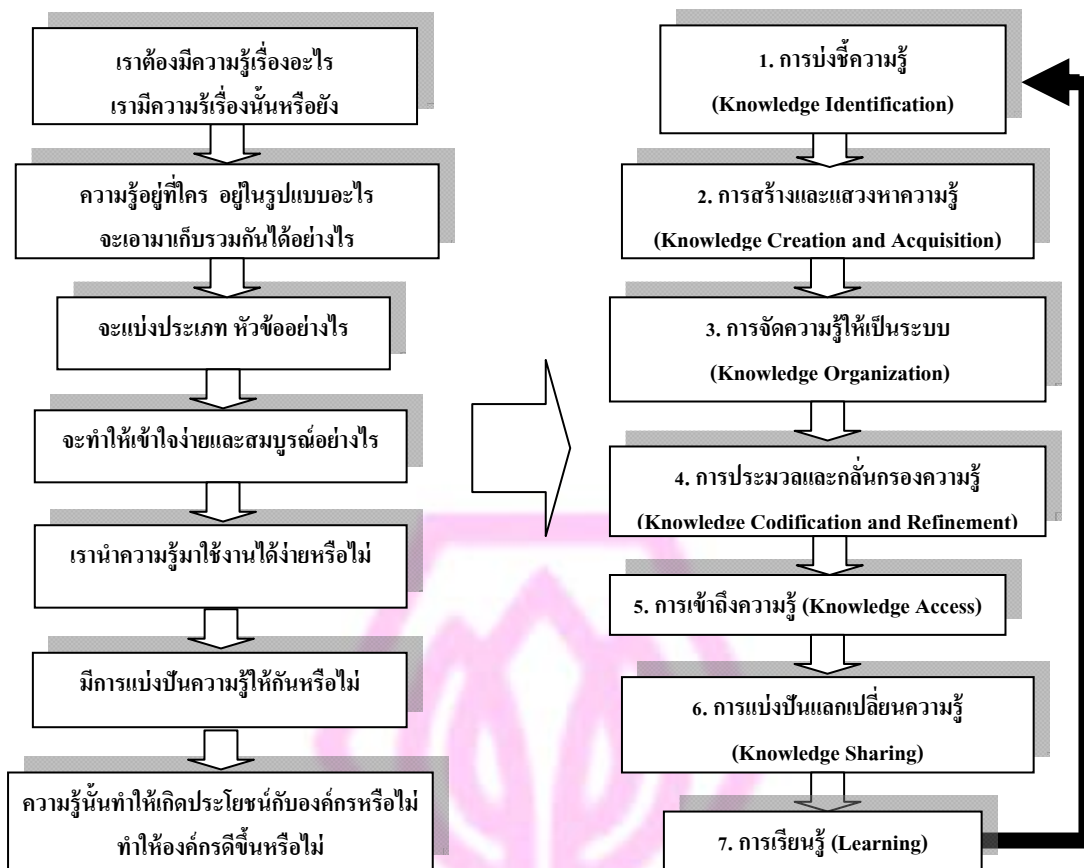 เราต้องมีความรู้เรื่องอะไร
เรามีความรู้เรื่องนั้นหรือยัง
ความรู้อยู่ที่ใคร อยู่ในรูปแบบอะไร
จะเอามาเก็บรวมกันได้อย่างไร
จะแบ่งประเภท หัวข้ออย่างไร
จะทำให้เข้าใจง่ายและสมบูรณ์อย่างไร
เรานำความรู้มาใช้งานได้ง่ายหรือไม่
มีการแบ่งปันความรู้ให้กันหรือไม่
ความรู้นั้นทำให้เกิดประโยชน์กับองค์กรหรือไม่
ทำให้องค์กรดีขึ้นหรือไม่
1. การบ่งชี้ความรู้
(Knowledge Identification)
2. การสร้างและแสวงหาความรู้
(Knowledge Creation and Acquisition)
3. การจัดความรู้ให้เป็นระบบ
(Knowledge Organization)
4. การประมวลและกลั่นกรองความรู้
(Knowledge Codification and Refinement)
5. การเข้าถึงความรู้ (Knowledge Access)
6. การแบ่งปันแลกเปลี่ยนความรู้
(Knowledge Sharing)
7. การเรียนรู้ (Learning)